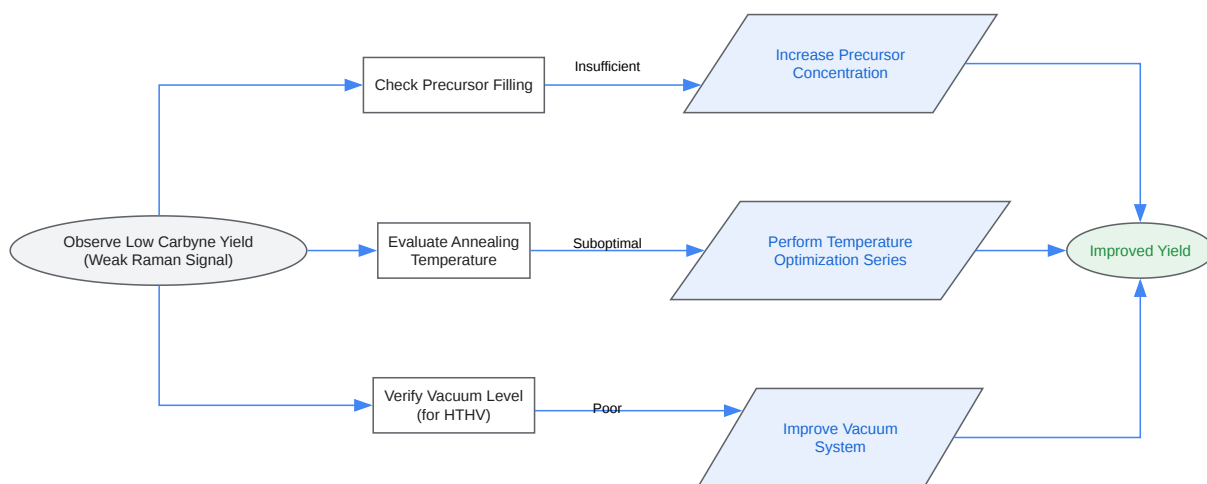 Check Precursor Filling
Insufficient
Increase Precursor
Concentration
Observe Low Carbyne Yield
(Weak Raman Signal)
Evaluate Annealing
Temperature
Suboptimal
Perform Temperature
Optimization Series
Improved Yield
Verify Vacuum Level
(for HTHV)
Poor
Improve Vacuum
System